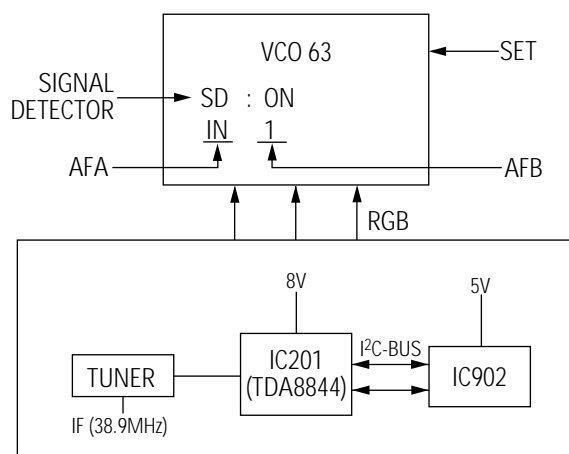 VCO 63
SET
SIGNAL
DETECTOR
SD : ON
IN 1
AFA
AFB
RGB
8V
5V
I²C-BUS
TUNER
IC201
(TDA8844)
IC902
IF (38.9MHz)